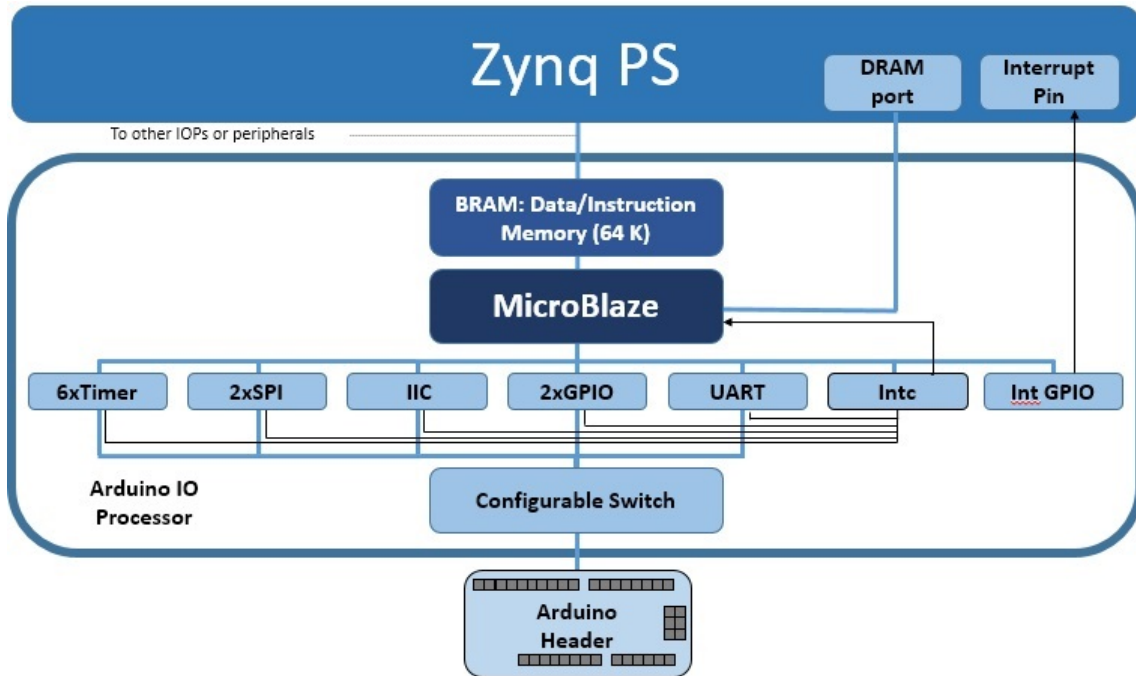 Zynq PS
DRAM
port
Interrupt
Pin
To other IOPs or peripherals
BRAM: Data/Instruction
Memory (64 K)
MicroBlaze
6xTimer
2xSPI
IIC
2xGPIO
UART
Intc
Int GPIO
Arduino IO
Processor
Configurable Switch
Arduino
Header